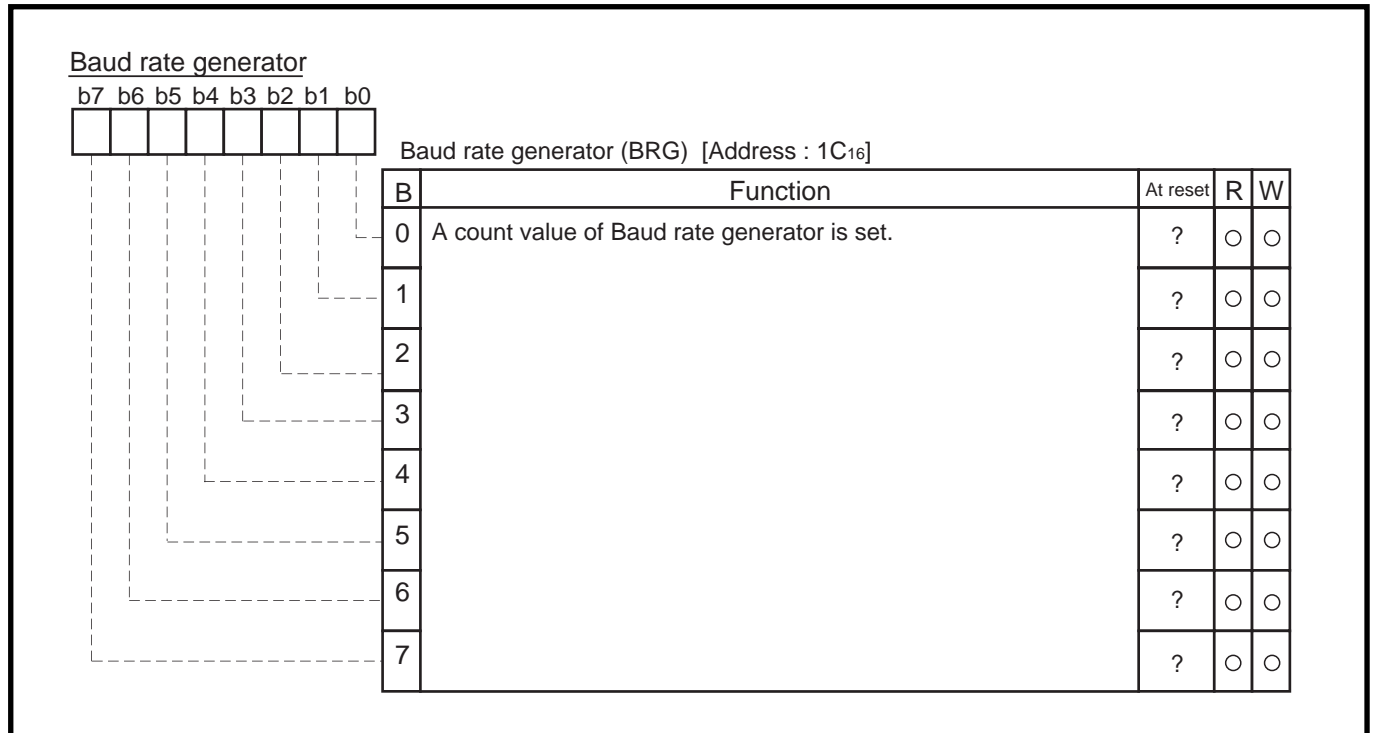 Baud rate generator
b7 b6 b5 b4 b3 b2 b1 b0
Baud rate generator (BRG) [Address : 1C₁₆]
B Function At reset R W
0 A count value of Baud rate generator is set. ? ○ ○
1 ? ○ ○
2 ? ○ ○
3 ? ○ ○
4 ? ○ ○
5 ? ○ ○
6 ? ○ ○
7 ? ○ ○